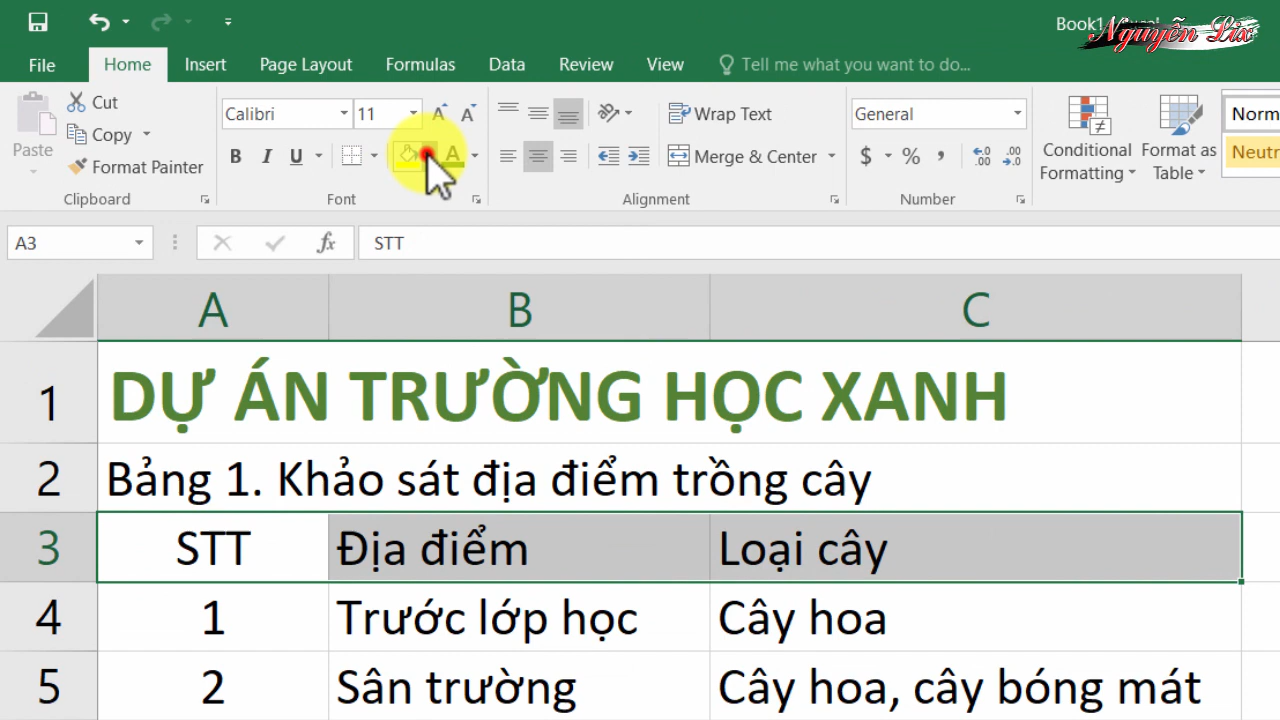 Book1
Nguyễn Lix
File Home Insert Page Layout Formulas Data Review View Tell me what you want to do...
Paste
Cut
Copy
Format Painter
Clipboard
Calibri 11
B I U A
Font
Wrap Text
Merge & Center
Alignment
General
$ % ,
Number
Conditional Formatting
Format as Table
Norm
Neutr
A3 fx STT
A B C
1 DỰ ÁN TRƯỜNG HỌC XANH
2 Bảng 1. Khảo sát địa điểm trồng cây
3 STT Địa điểm Loại cây
4 1 Trước lớp học Cây hoa
5 2 Sân trường Cây hoa, cây bóng mát